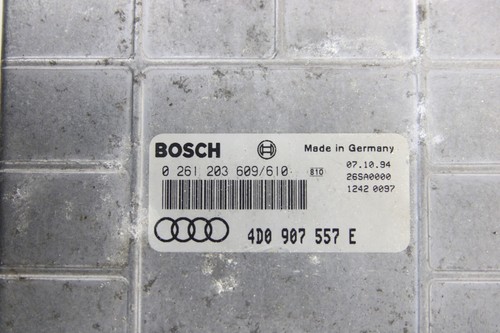 BOSCH
Made in Germany
0 261 203 609/610
810
07.10.94
26SA0000
1242 0097
4D0 907 557 E